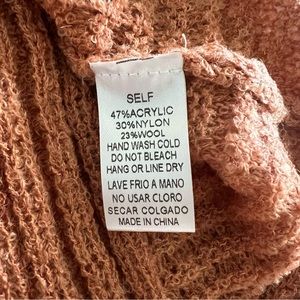 SELF
47%ACRYLIC
30%NYLON
23%WOOL
HAND WASH COLD
DO NOT BLEACH
HANG OR LINE DRY
LAVE FRIO A MANO
NO USAR CLORO
SECAR COLGADO
MADE IN CHINA